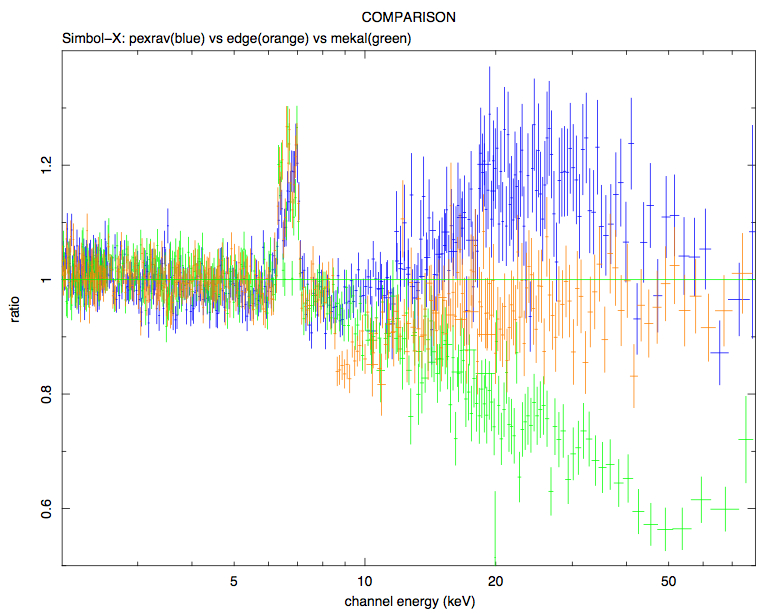 COMPARISON
Simbol-X: pexrav(blue) vs edge(orange) vs mekal(green)
1.2
1
0.8
0.6
ratio
5 10 20 50
channel energy (keV)